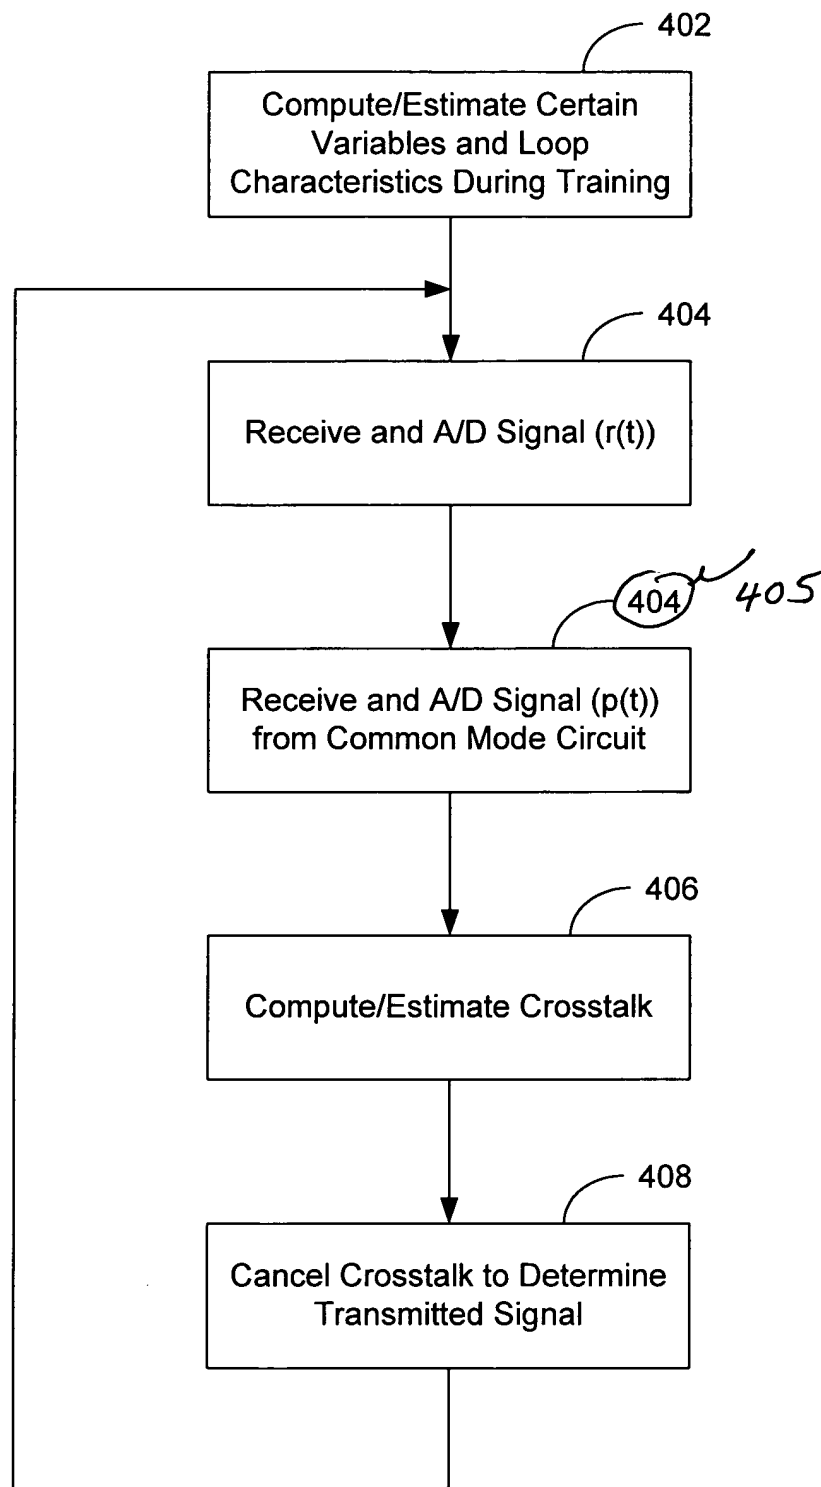 402
Compute/Estimate Certain
Variables and Loop
Characteristics During Training
404
Receive and A/D Signal (r(t))
404 405
Receive and A/D Signal (p(t))
from Common Mode Circuit
406
Compute/Estimate Crosstalk
408
Cancel Crosstalk to Determine
Transmitted Signal